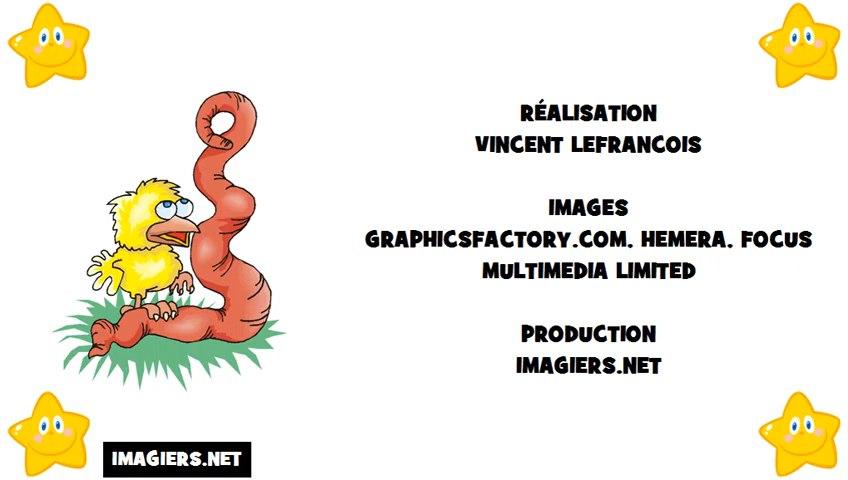 RÉALISATION
VINCENT LEFRANCOIS
IMAGES
GRAPHICSFACTORY.COM, HEMERA, FOCUS
MULTIMEDIA LIMITED
PRODUCTION
IMAGIERS.NET
IMAGIERS.NET